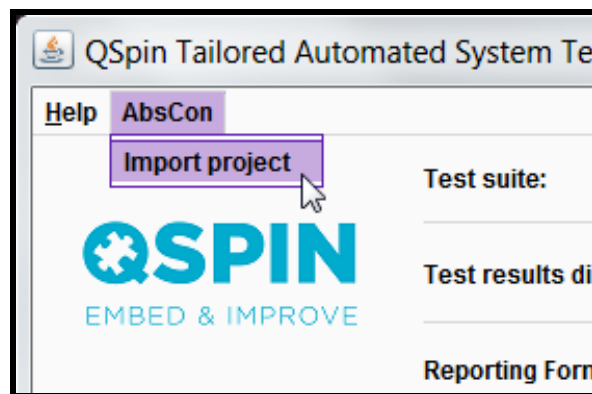 QSpin Tailored Automated System Te
Help AbsCon
Import project
Test suite:
QSPIN
Test results di
EMBED & IMPROVE
Reporting Form